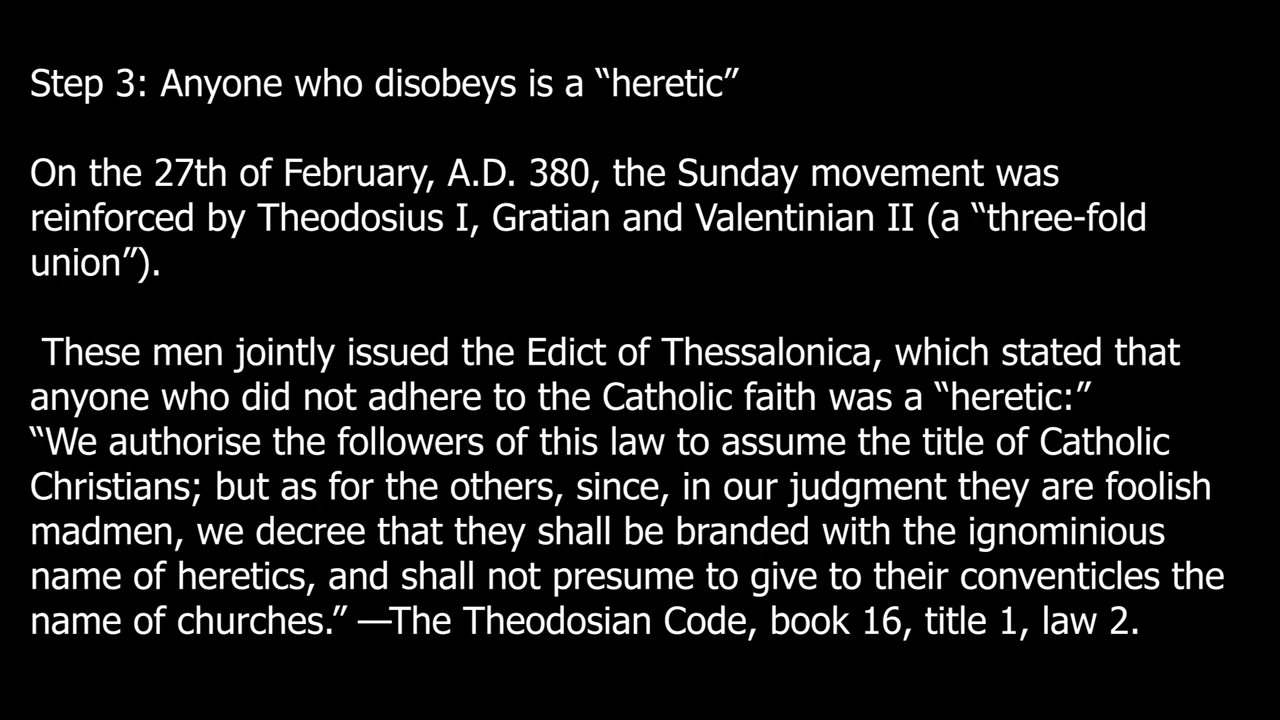 Step 3: Anyone who disobeys is a “heretic”
On the 27th of February, A.D. 380, the Sunday movement was
reinforced by Theodosius I, Gratian and Valentinian II (a “three-fold
union”).
These men jointly issued the Edict of Thessalonica, which stated that
anyone who did not adhere to the Catholic faith was a “heretic:”
“We authorise the followers of this law to assume the title of Catholic
Christians; but as for the others, since, in our judgment they are foolish
madmen, we decree that they shall be branded with the ignominious
name of heretics, and shall not presume to give to their conventicles the
name of churches.” —The Theodosian Code, book 16, title 1, law 2.